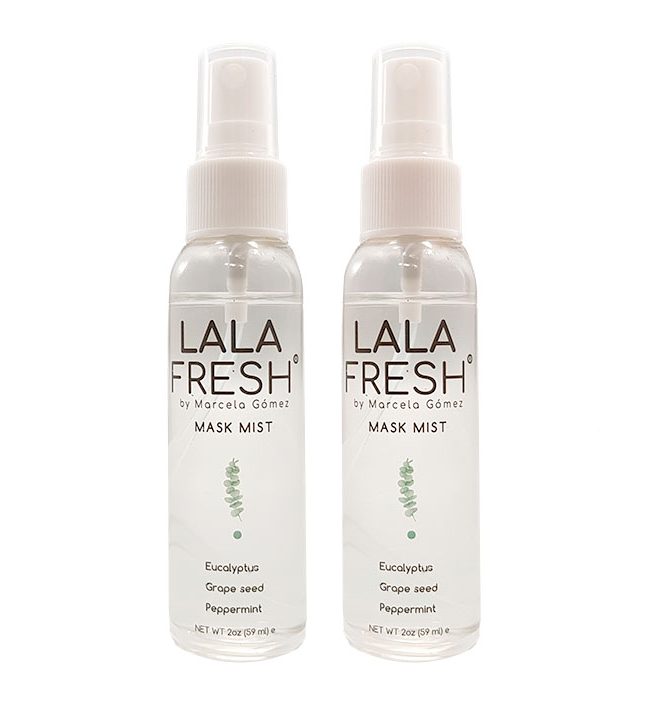 LALA
FRESH®
by Marcela Gómez
MASK MIST
Eucalyptus
Grape seed
Peppermint
NET WT 2oz (59 ml) e
LALA
FRESH®
by Marcela Gómez
MASK MIST
Eucalyptus
Grape seed
Peppermint
NET WT 2oz (59 ml) e